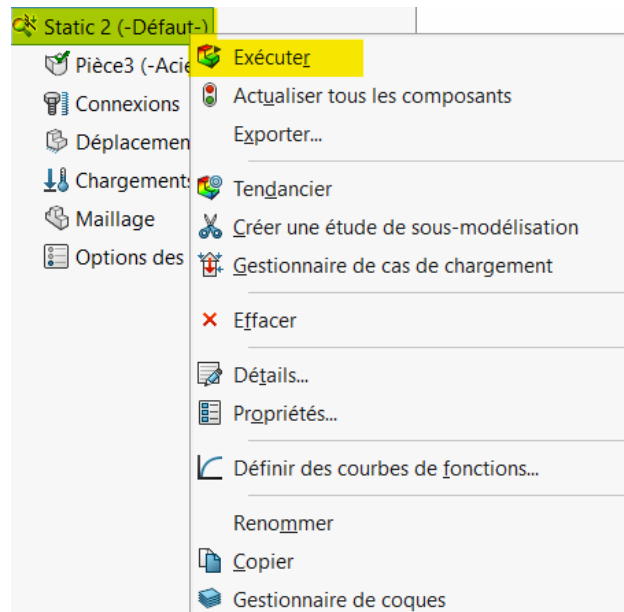 Static 2 (-Défaut-)
Pièce3 (-Acie
Connexions
Déplacemen
Chargements
Maillage
Options des
Exécuter
Actualiser tous les composants
Exporter...
Tendancier
Créer une étude de sous-modélisation
Gestionnaire de cas de chargement
Effacer
Détails...
Propriétés...
Définir des courbes de fonctions...
Renommer
Copier
Gestionnaire de coques